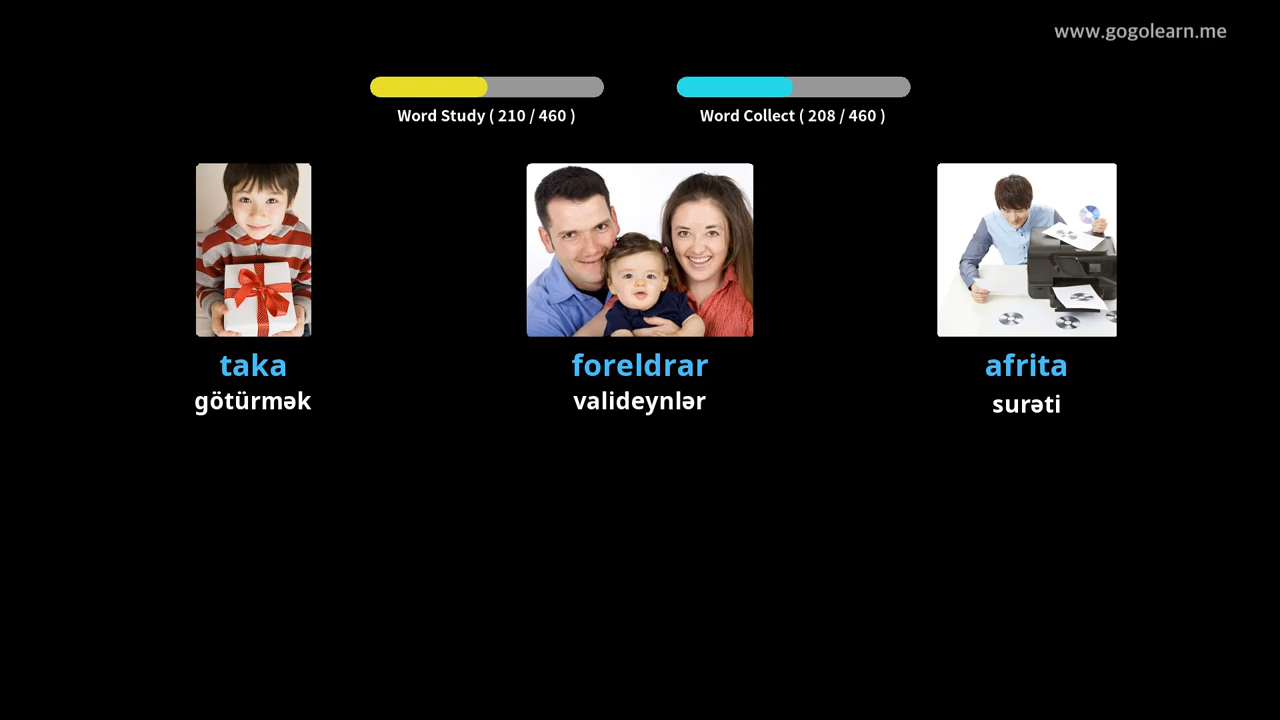 www.gogolearn.me
Word Study ( 210 / 460 )
Word Collect ( 208 / 460 )
taka
götürmək
foreldrar
valideynlər
afrita
surəti